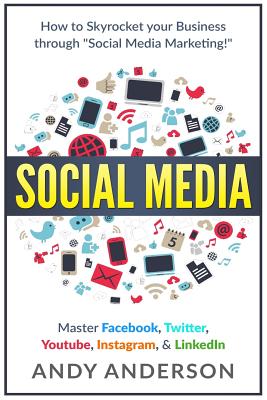 How to Skyrocket your Business
through "Social Media Marketing!"
SOCIAL MEDIA
5
Master Facebook, Twitter,
Youtube, Instagram, & LinkedIn
ANDY ANDERSON